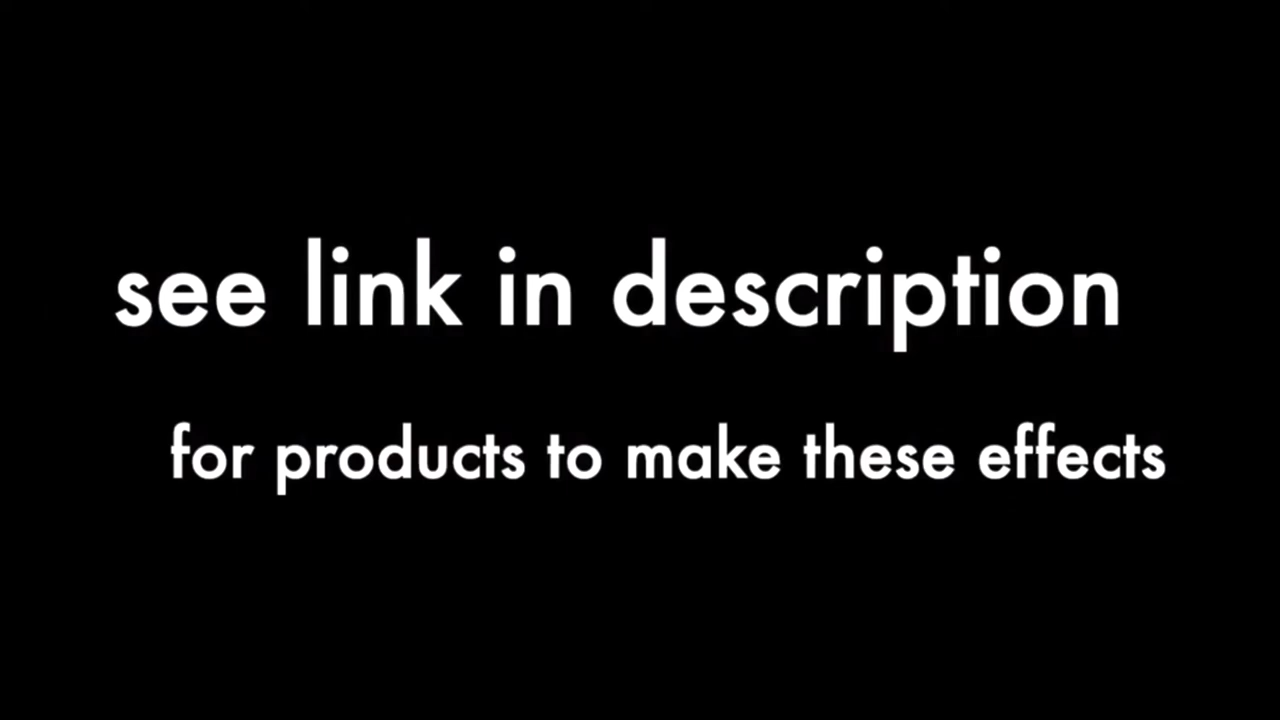 see link in description
for products to make these effects